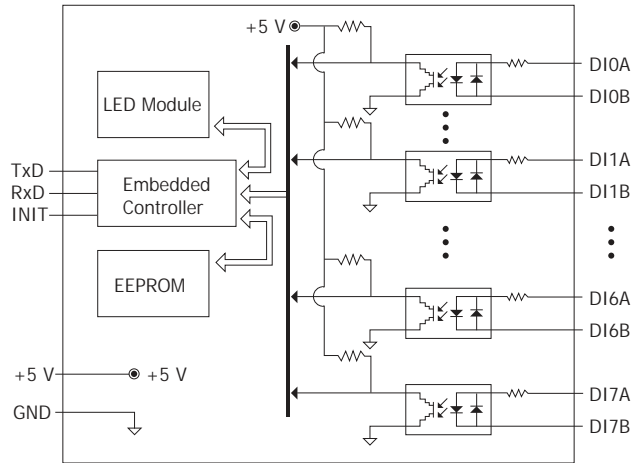 +5 V
DI0A
LED Module
DI0B
DI1A
TxD
Embedded
RxD
Controller
DI1B
INIT
EEPROM
DI6A
DI6B
+5 V
+5 V
DI7A
GND
DI7B